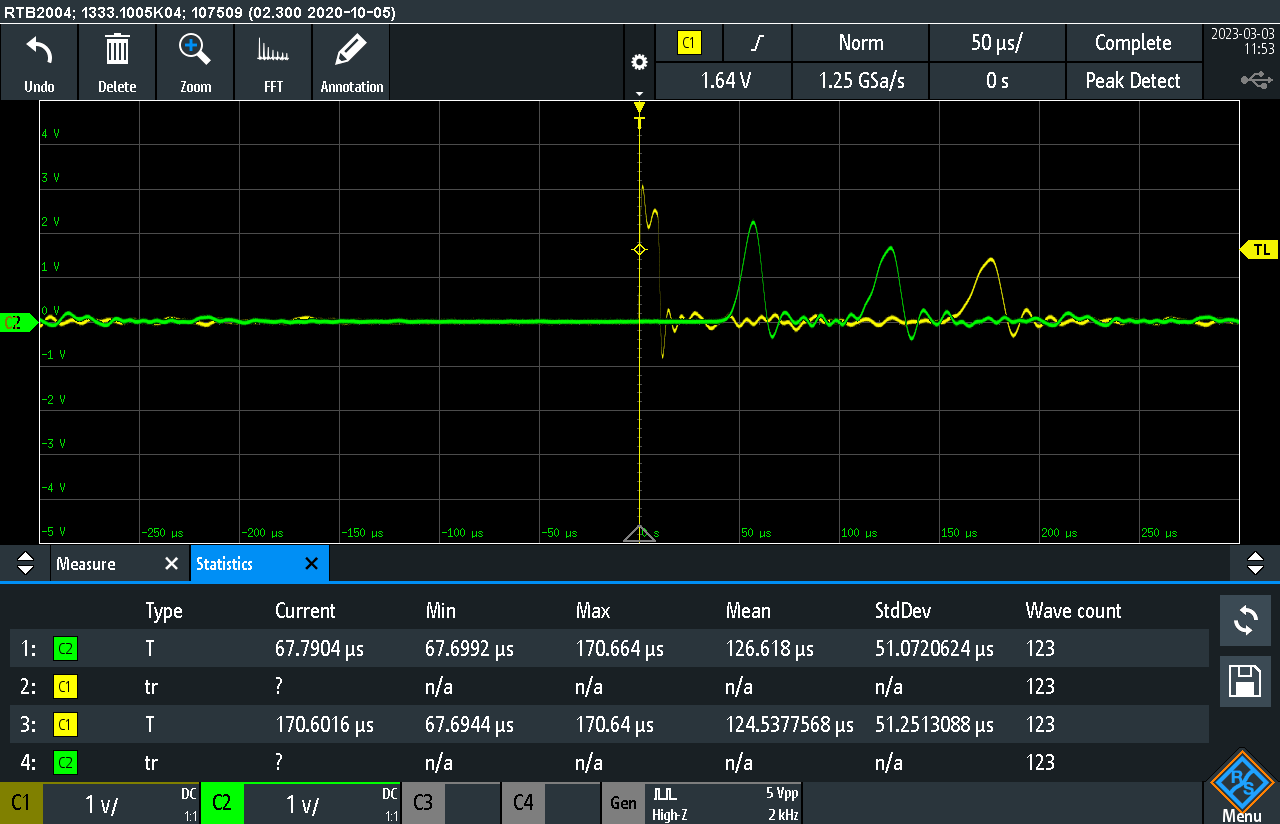 RTB2004; 1333.1005K04; 107509 (02.300 2020-10-05)
Undo
Delete
Zoom
FFT
Annotation
C1
Norm
50 µs/
Complete
1.64 V
1.25 GSa/s
0 s
Peak Detect
2023-03-03
11:53
T
4 V
3 V
2 V
1 V
0 V
-1 V
-2 V
-3 V
-4 V
-5 V
C2
TL
-250 µs
-200 µs
-150 µs
-100 µs
-50 µs
0 s
50 µs
100 µs
150 µs
200 µs
250 µs
Measure
Statistics
Type Current Min Max Mean StdDev Wave count
1: C2 T 67.7904 µs 67.6992 µs 170.664 µs 126.618 µs 51.0720624 µs 123
2: C1 tr ? n/a n/a n/a n/a 123
3: C1 T 170.6016 µs 67.6944 µs 170.64 µs 124.5377568 µs 51.2513088 µs 123
4: C2 tr ? n/a n/a n/a n/a 123
C1 1 V/ DC 1:1
C2 1 V/ DC 1:1
C3
C4
Gen High-Z 5 Vpp 2 kHz
R S
Menu